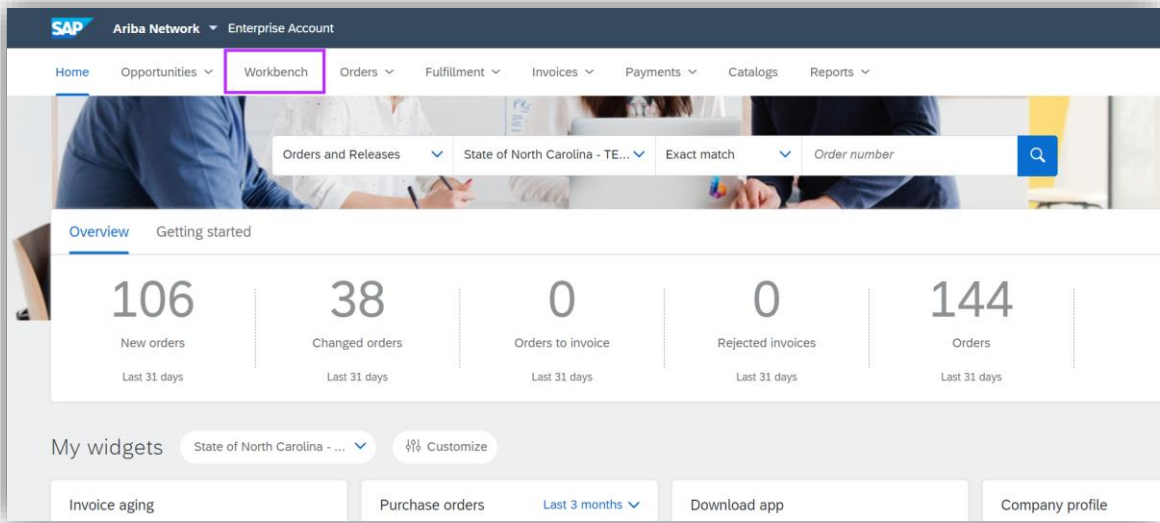 SAP Ariba Network Enterprise Account
Home Opportunities Workbench Orders Fulfillment Invoices Payments Catalogs Reports
Orders and Releases State of North Carolina - TE... Exact match Order number
Overview Getting started
106 38 0 0 144
New orders Changed orders Orders to invoice Rejected invoices Orders
Last 31 days Last 31 days Last 31 days Last 31 days Last 31 days
My widgets State of North Carolina - ... Customize
Invoice aging Purchase orders Last 3 months Download app Company profile